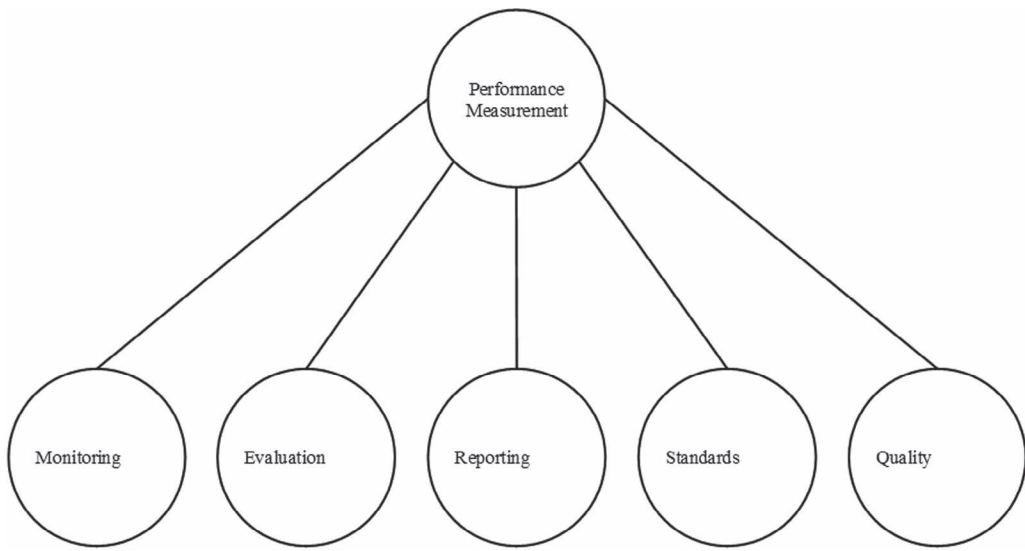 Performance
Measurement
Monitoring
Evaluation
Reporting
Standards
Quality